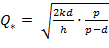 Q* = √(2kd/h · p/(p−d))